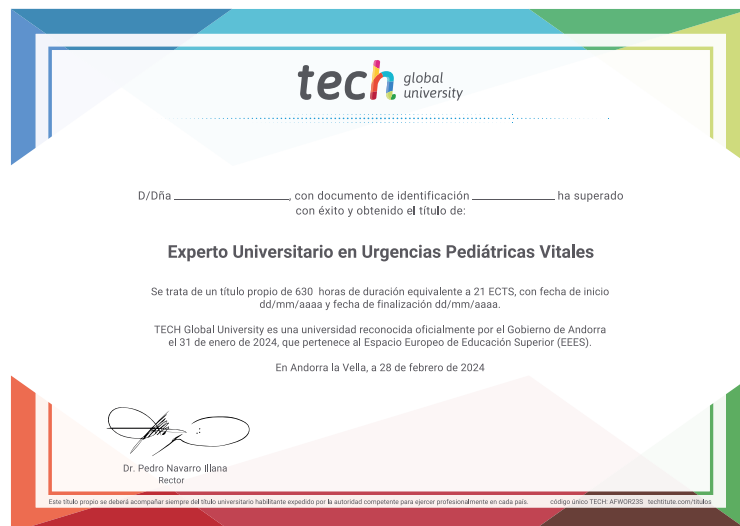 tech global university
D/Dña ____________, con documento de identificación ____________ ha superado
con éxito y obtenido el título de:
Experto Universitario en Urgencias Pediátricas Vitales
Se trata de un título propio de 630 horas de duración equivalente a 21 ECTS, con fecha de inicio
dd/mm/aaaa y fecha de finalización dd/mm/aaaa.
TECH Global University es una universidad reconocida oficialmente por el Gobierno de Andorra
el 31 de enero de 2024, que pertenece al Espacio Europeo de Educación Superior (EEES).
En Andorra la Vella, a 28 de febrero de 2024
Dr. Pedro Navarro Illana
Rector
Este título propio se deberá acompañar siempre del título universitario habilitante expedido por la autoridad competente para ejercer profesionalmente en cada país. código único TECH: AFWOR23S techtitute.com/titulos